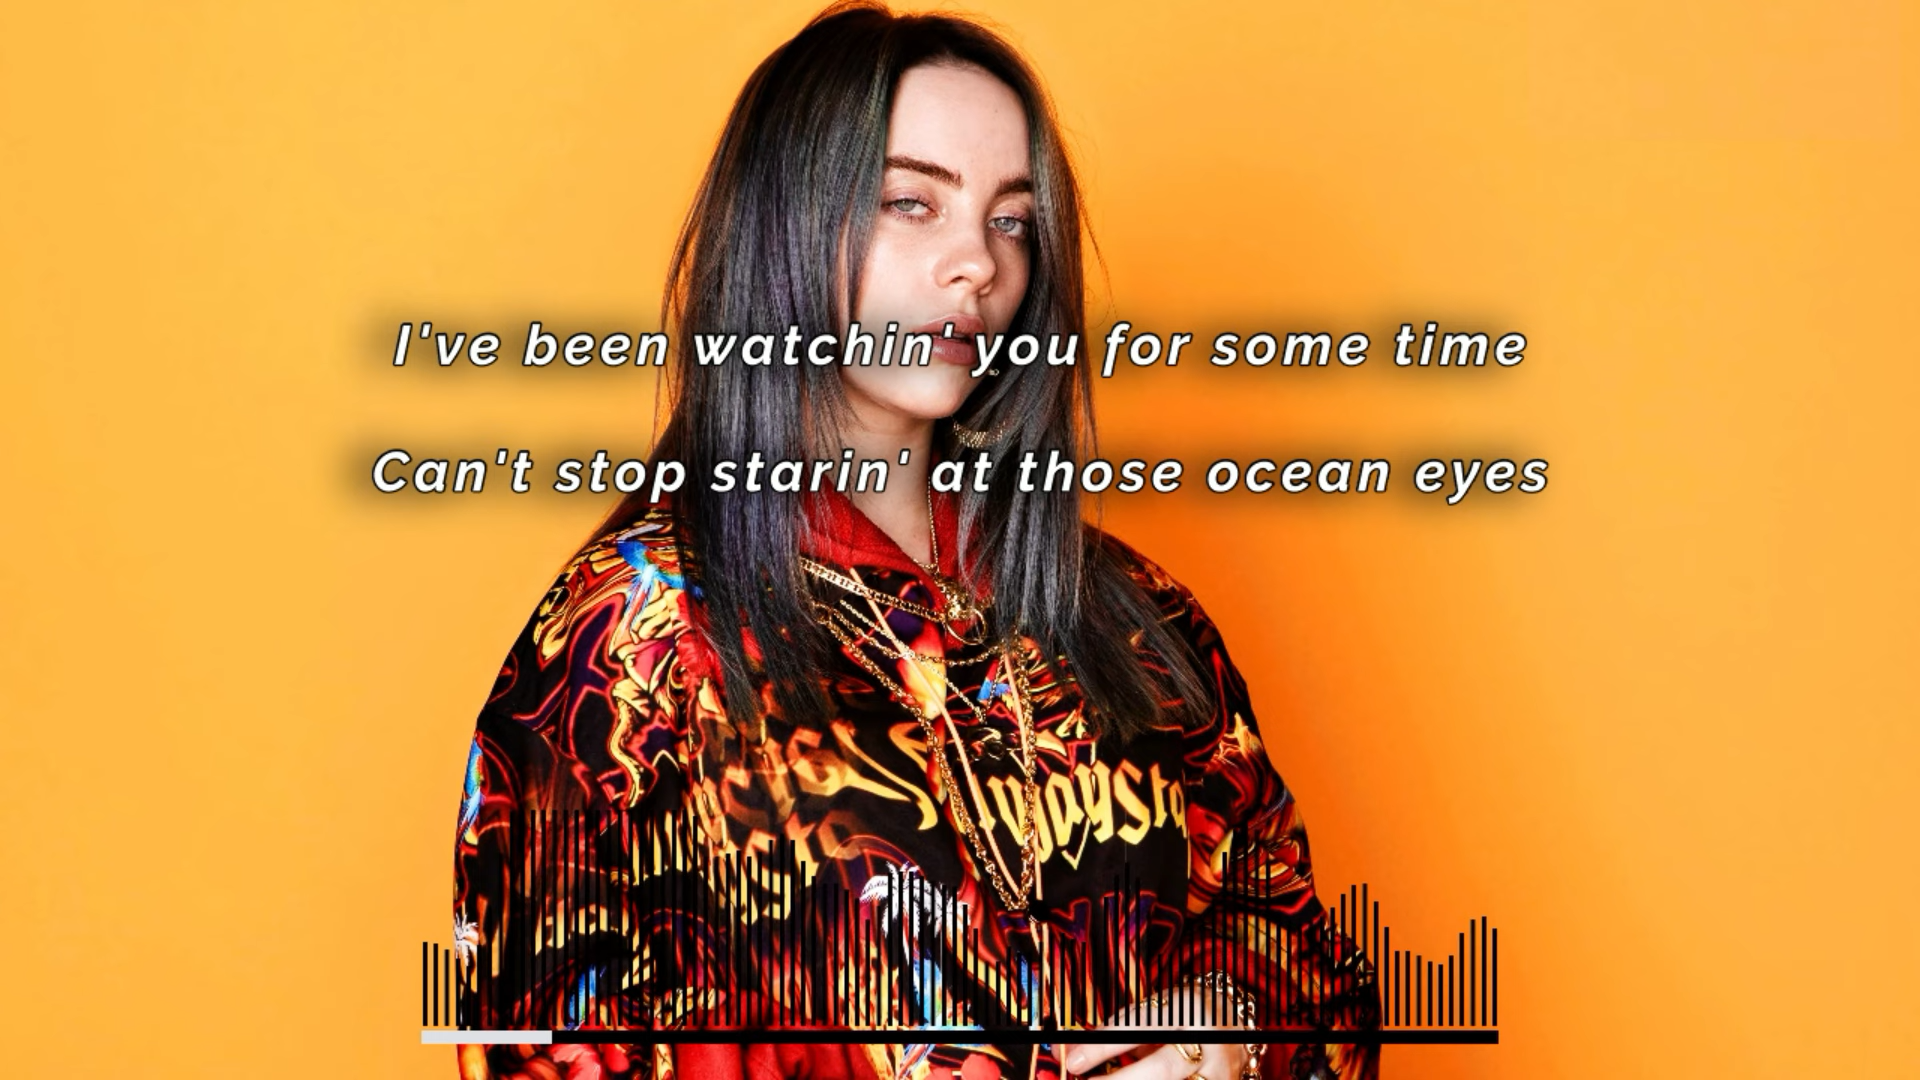 I've been watchin' you for some time
Can't stop starin' at those ocean eyes